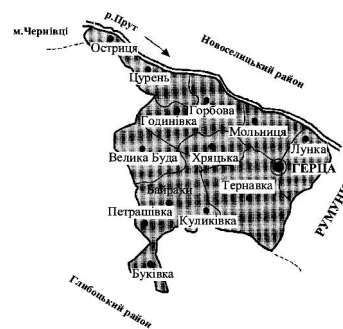 р.Прут
м.Чернівці
Остриця
Новоселицький район
Цурень
Горбова
Годинівка
Мольниця
Лунка
Велика Буда
Хряцька
ГЕРЦА
Байраки
Тернавка
Петрашівка
Куликівка
РУМУНІ
Буківка
Глибоцький район